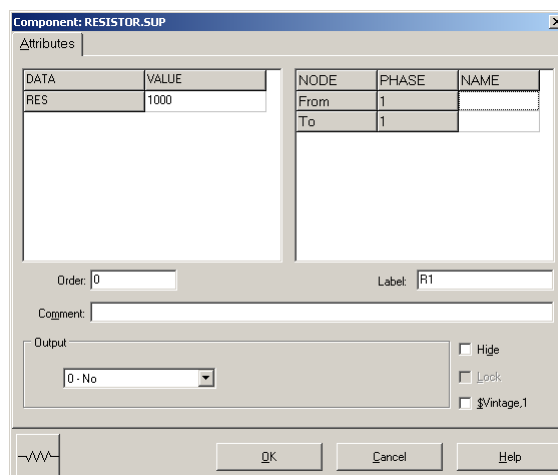 Component: RESISTOR.SUP
Attributes
DATA VALUE
RES 1000
NODE PHASE NAME
From 1
To 1
Order: 0
Label: R1
Comment:
Output
0 - No
Hide
Lock
$Vintage,1
OK Cancel Help